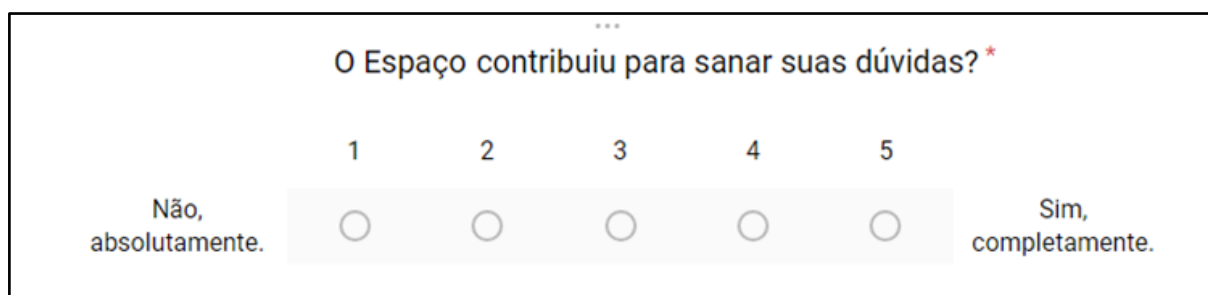 O Espaço contribuiu para sanar suas dúvidas? *
1 2 3 4 5
Não,
absolutamente.
Sim,
completamente.